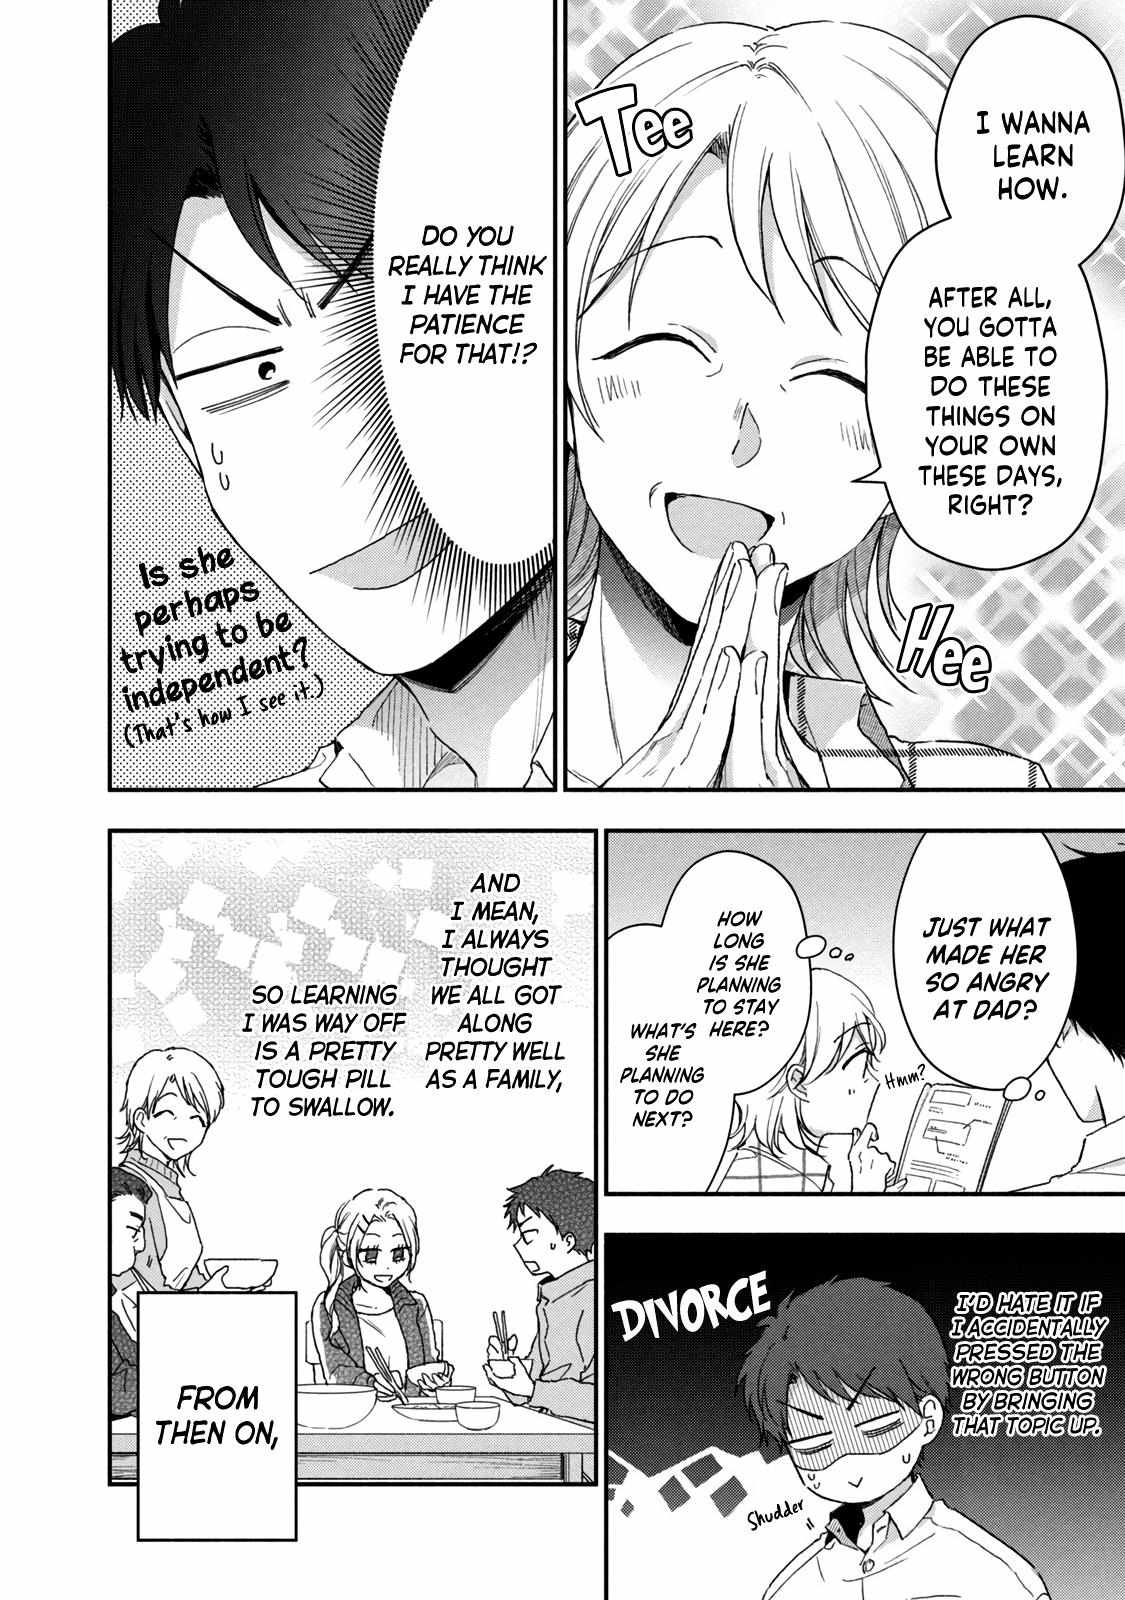 I WANNA
LEARN
HOW.
AFTER ALL,
YOU GOTTA
BE ABLE TO
DO THESE
THINGS ON
YOUR OWN
THESE DAYS,
RIGHT?
TEE
HEE
DO YOU
REALLY THINK
I HAVE THE
PATIENCE
FOR THAT!?
Is she
perhaps
trying to be
independent?
(That's how I see it.)
JUST WHAT
MADE HER
SO ANGRY
AT DAD?
HOW
LONG
IS SHE
PLANNING
TO STAY
HERE?
WHAT'S
SHE
PLANNING
TO DO
NEXT?
Hmm?
I'D HATE IT IF
I ACCIDENTALLY
PRESSED THE
WRONG BUTTON
BY BRINGING
THAT TOPIC UP.
DIVORCE
Shudder
AND
I MEAN,
I ALWAYS
THOUGHT
WE ALL GOT
ALONG
PRETTY WELL
AS A FAMILY,
SO LEARNING
I WAS WAY OFF
IS A PRETTY
TOUGH PILL
TO SWALLOW.
FROM
THEN ON,